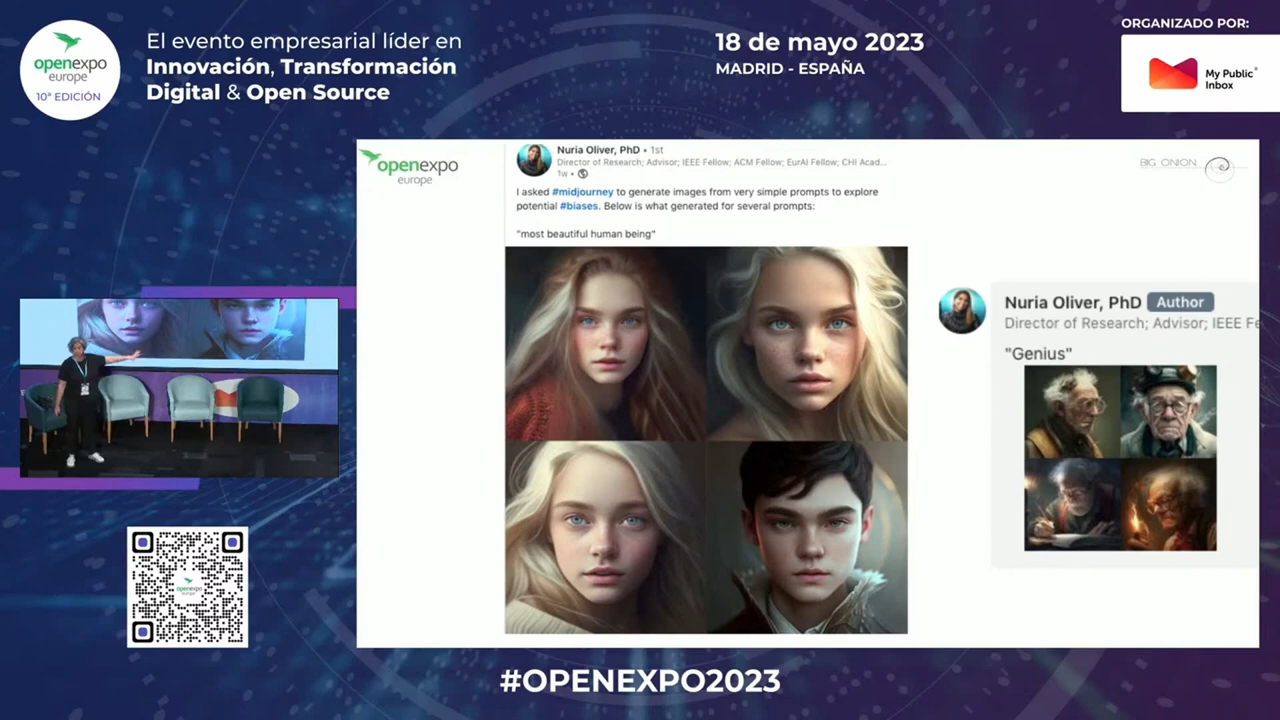 openexpo
europe
10ª EDICIÓN
El evento empresarial líder en
Innovación, Transformación
Digital & Open Source
18 de mayo 2023
MADRID - ESPAÑA
ORGANIZADO POR:
My Public
Inbox
openexpo
europe
Nuria Oliver, PhD • 1st
Director of Research; Advisor; IEEE Fellow; ACM Fellow; EurAI Fellow; CHI Acad...
1w •
I asked #midjourney to generate images from very simple prompts to explore
potential #biases. Below is what generated for several prompts:
"most beautiful human being"
BIG ONION
Nuria Oliver, PhD Author
Director of Research; Advisor; IEEE Fe
"Genius"
openexpo
#OPENEXPO2023